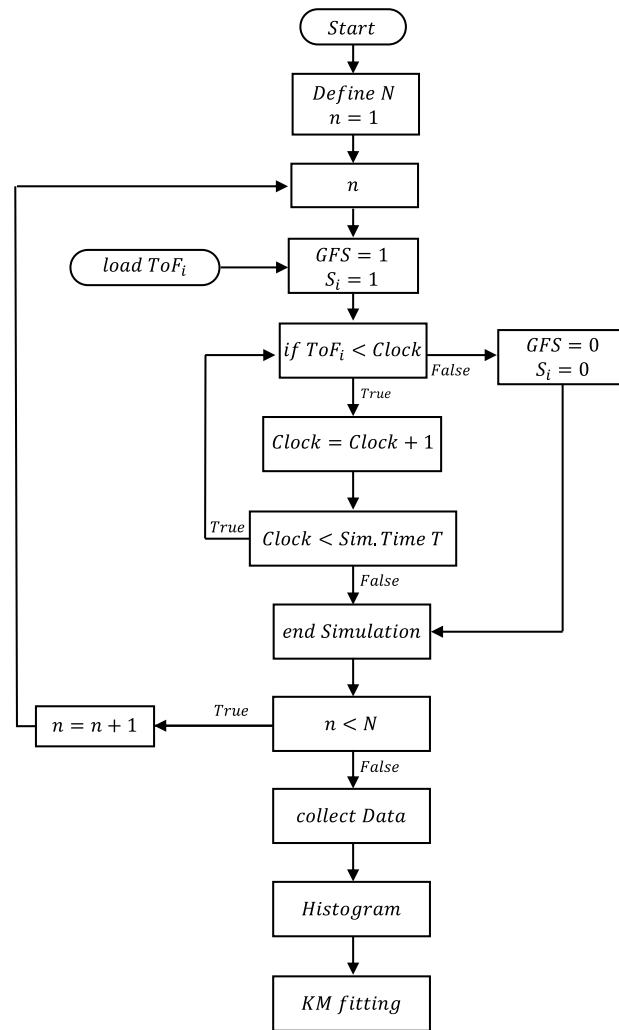 Start
Define N
n = 1
n
load ToF_i
GFS = 1
S_i = 1
if ToF_i < Clock
False
GFS = 0
S_i = 0
True
Clock = Clock + 1
True
Clock < Sim. Time T
False
end Simulation
n = n + 1
True
n < N
False
collect Data
Histogram
KM fitting